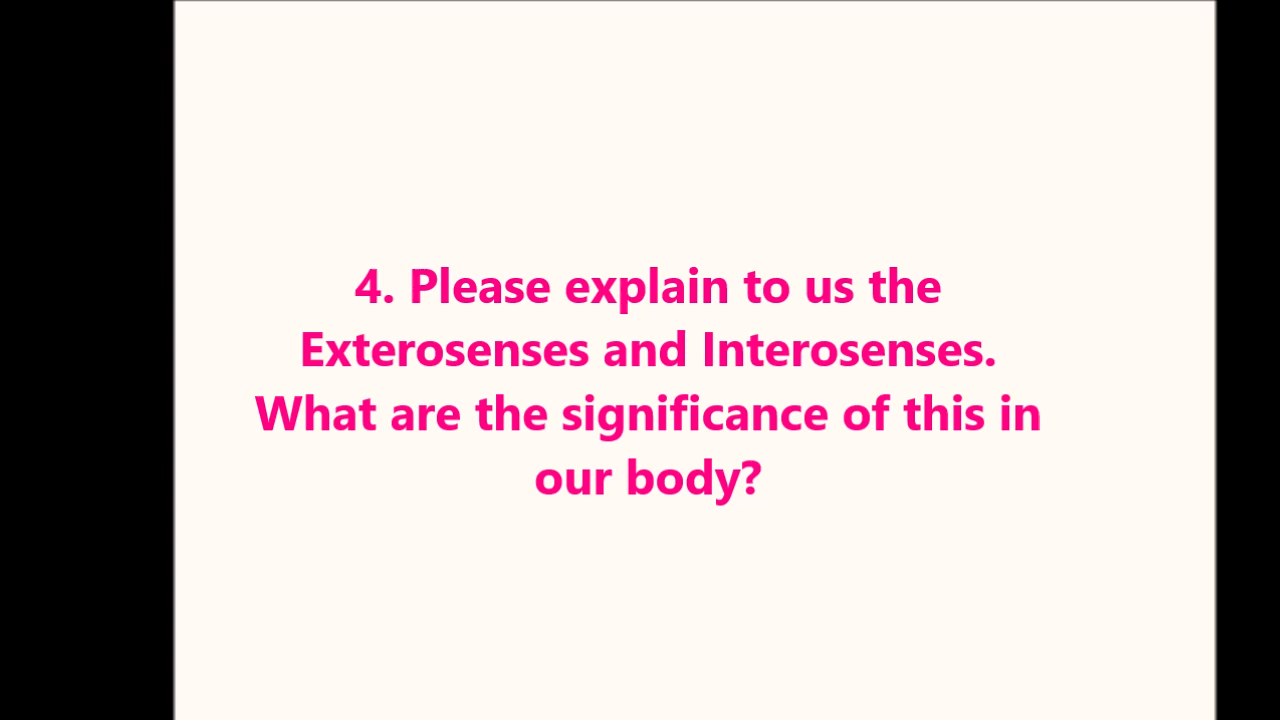 4. Please explain to us the
Exterosenses and Interosenses.
What are the significance of this in
our body?